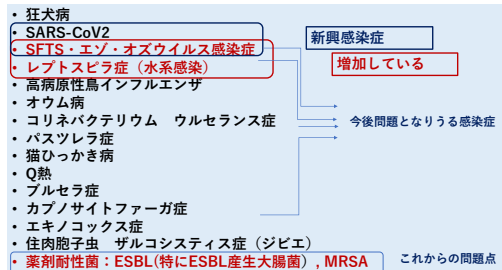 • 狂犬病
• SARS-CoV2
• SFTS・エゾ・オズウイルス感染症
• レプトスピラ症（水系感染）
• 高病原性鳥インフルエンザ
• オウム病
• コリネバクテリウム　ウルセランス症
• パスツレラ症
• 猫ひっかき病
• Q熱
• ブルセラ症
• カプノサイトファーガ症
• エキノコックス症
• 住肉胞子虫　ザルコシスティス症（ジビエ）
• 薬剤耐性菌：ESBL(特にESBL産生大腸菌）, MRSA
新興感染症
増加している
今後問題となりうる感染症
これからの問題点